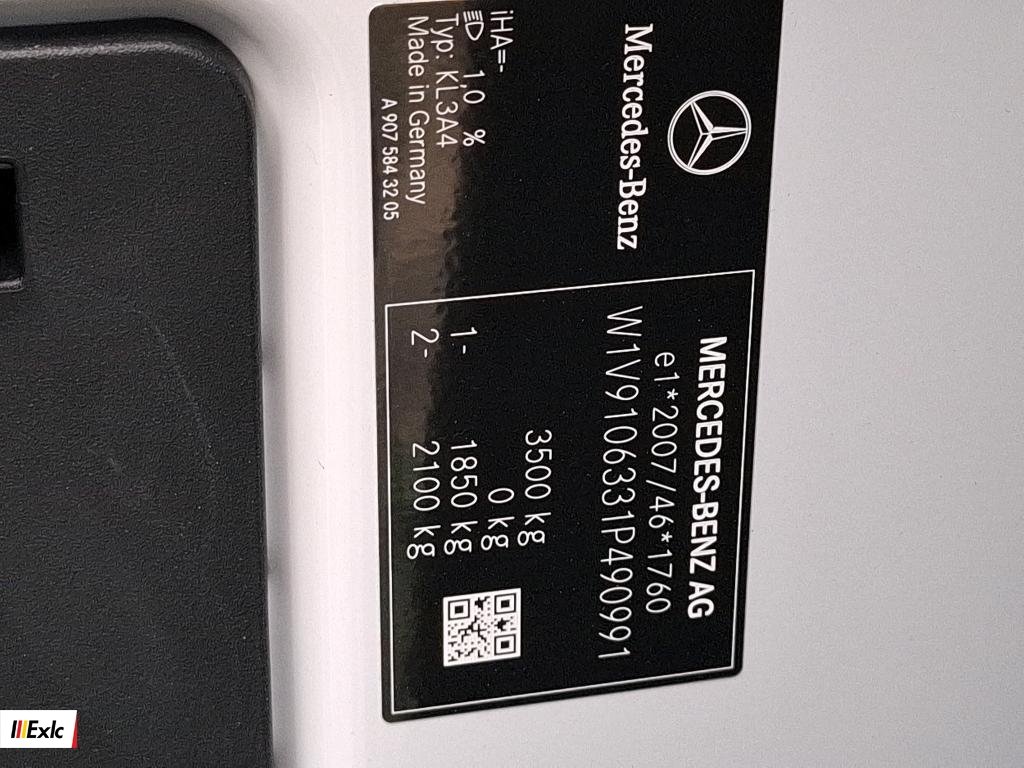 Mercedes-Benz
iHA=-
1,0 %
Typ: KL3A4
Made in Germany
A 907 584 32 05
MERCEDES-BENZ AG
e1*2007/46*1760
W1V9106331P490991
3500 kg
0 kg
1- 1850 kg
2- 2100 kg
Exlc